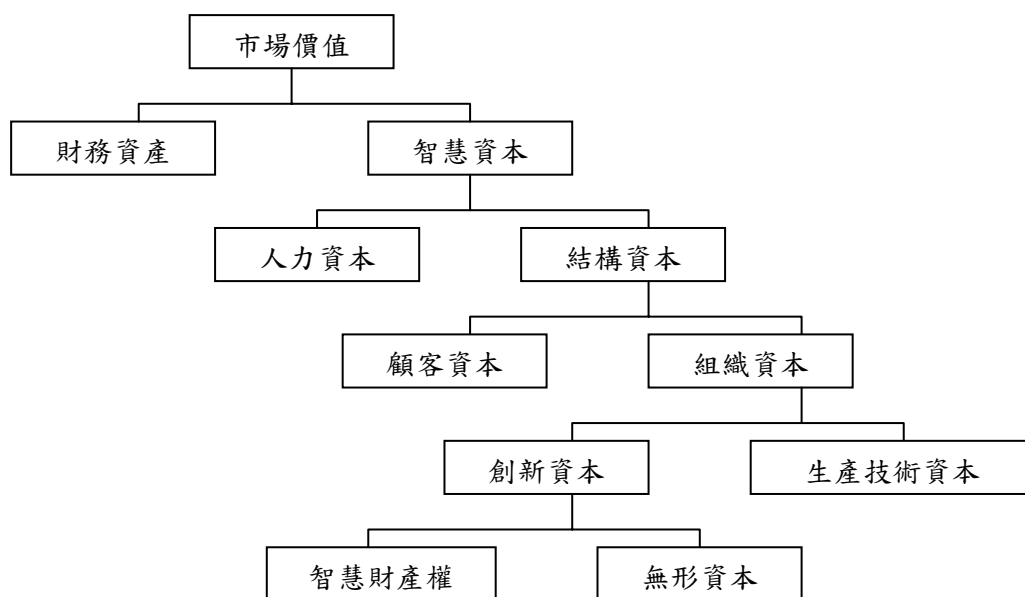 市場價值
財務資產
智慧資本
人力資本
結構資本
顧客資本
組織資本
創新資本
生產技術資本
智慧財產權
無形資本